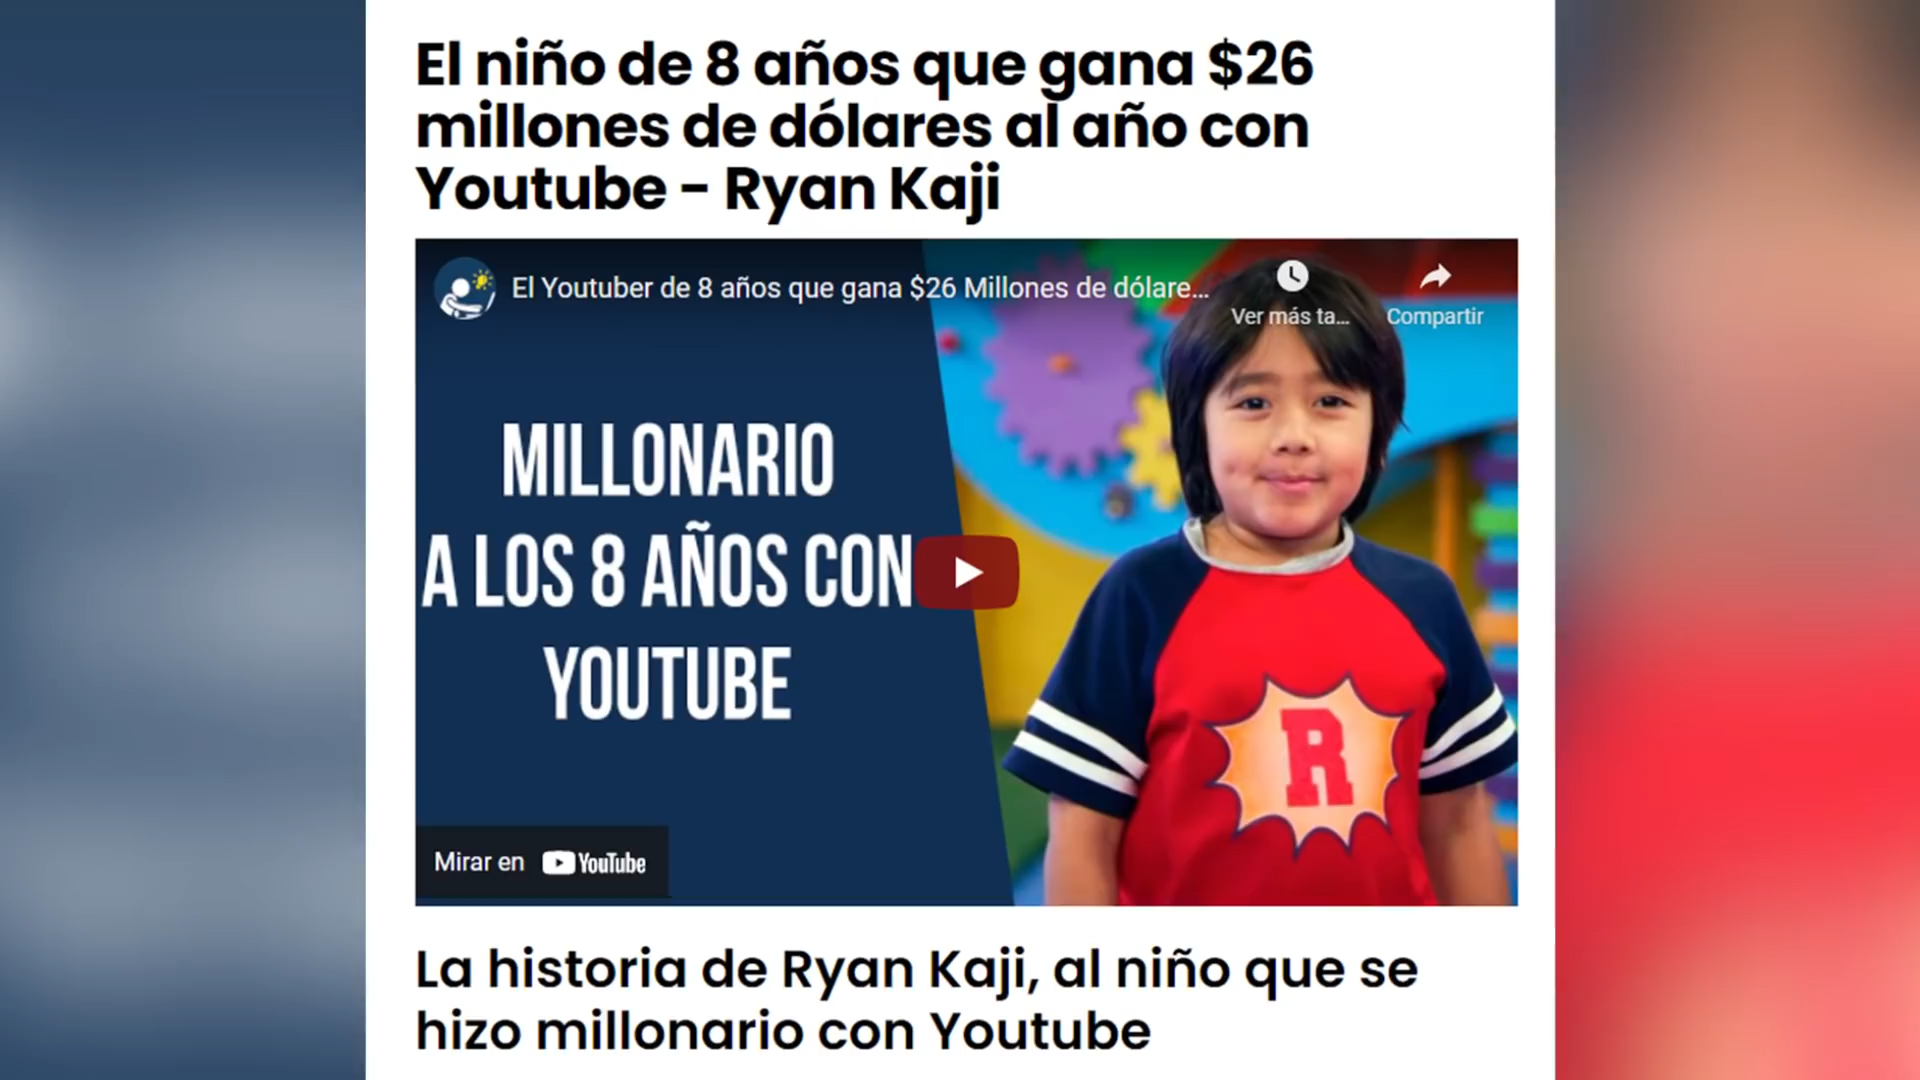 El niño de 8 años que gana $26
millones de dólares al año con
Youtube - Ryan Kaji
El Youtuber de 8 años que gana $26 Millones de dólare...
Ver más ta...
Compartir
MILLONARIO
A LOS 8 AÑOS CON
YOUTUBE
R
Mirar en YouTube
La historia de Ryan Kaji, al niño que se
hizo millonario con Youtube